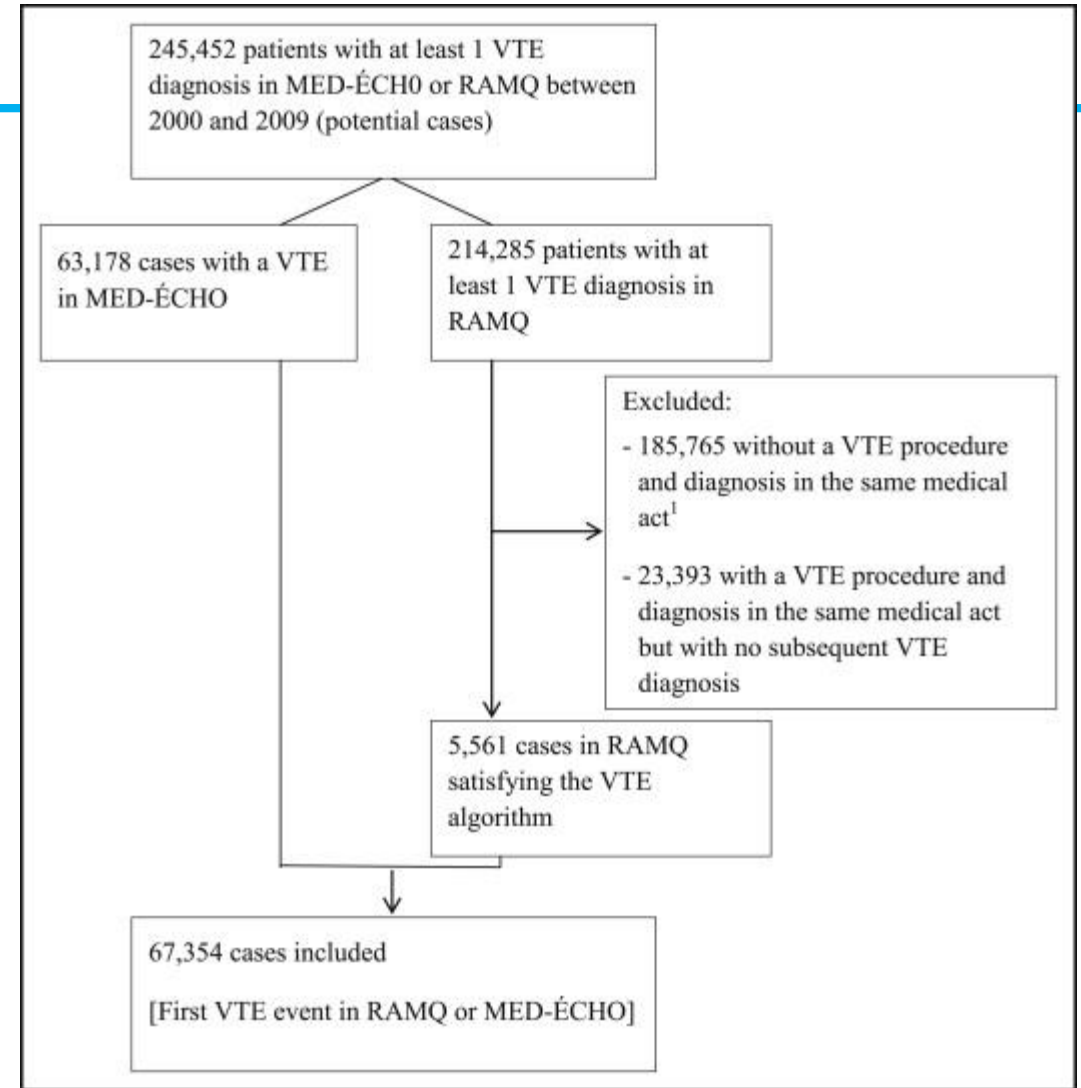 245,452 patients with at least 1 VTE
diagnosis in MED-ÉCH0 or RAMQ between
2000 and 2009 (potential cases)
63,178 cases with a VTE
in MED-ÉCHO
214,285 patients with at
least 1 VTE diagnosis in
RAMQ
Excluded:
- 185,765 without a VTE procedure
and diagnosis in the same medical
act¹
- 23,393 with a VTE procedure and
diagnosis in the same medical act
but with no subsequent VTE
diagnosis
5,561 cases in RAMQ
satisfying the VTE
algorithm
67,354 cases included
[First VTE event in RAMQ or MED-ÉCHO]